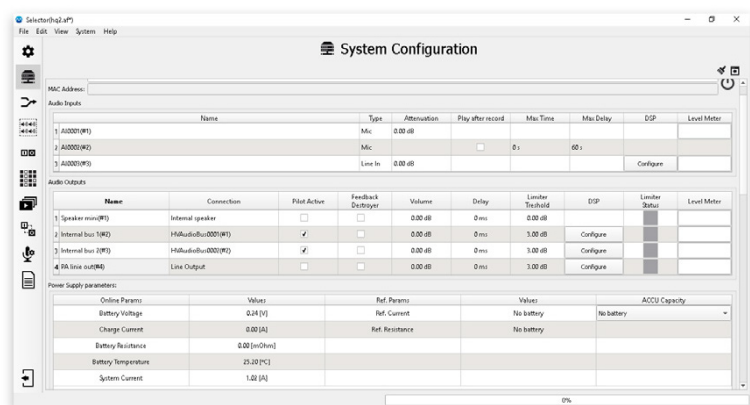 Selector(hq2.af*)
File Edit View System Help
System Configuration
MAC Address:
Audio Inputs
Name Type Attenuation Play after record Max Time Max Delay DSP Level Meter
1 AI0001(#1) Mic 0.00 dB
2 AI0002(#2) Mic 0 s 60 s
3 AI0003(#3) Line In 0.00 dB Configure
Audio Outputs
Name Connection Pilot Active Feedback Destroyer Volume Delay Limiter Treshold DSP Limiter Status Level Meter
1 Speaker mini(#1) Internal speaker 0.00 dB 0 ms 0.00 dB
2 Internal bus 1(#2) HVAudioBus0001(#1) 0.00 dB 0 ms 3.00 dB Configure
3 Internal bus 2(#3) HVAudioBus0002(#2) 0.00 dB 0 ms 3.00 dB Configure
4 PA linie out(#4) Line Output 0.00 dB 0 ms 3.00 dB Configure
Power Supply parameters:
Online Params Values Ref. Params Values ACCU Capacity
Battery Voltage 0.24 [V] Ref. Current No battery No battery
Charge Current 0.00 [A] Ref. Resistance No battery
Battery Resistance 0.00 [mOhm]
Battery Temperature 25.20 [°C]
System Current 1.02 [A]
0%